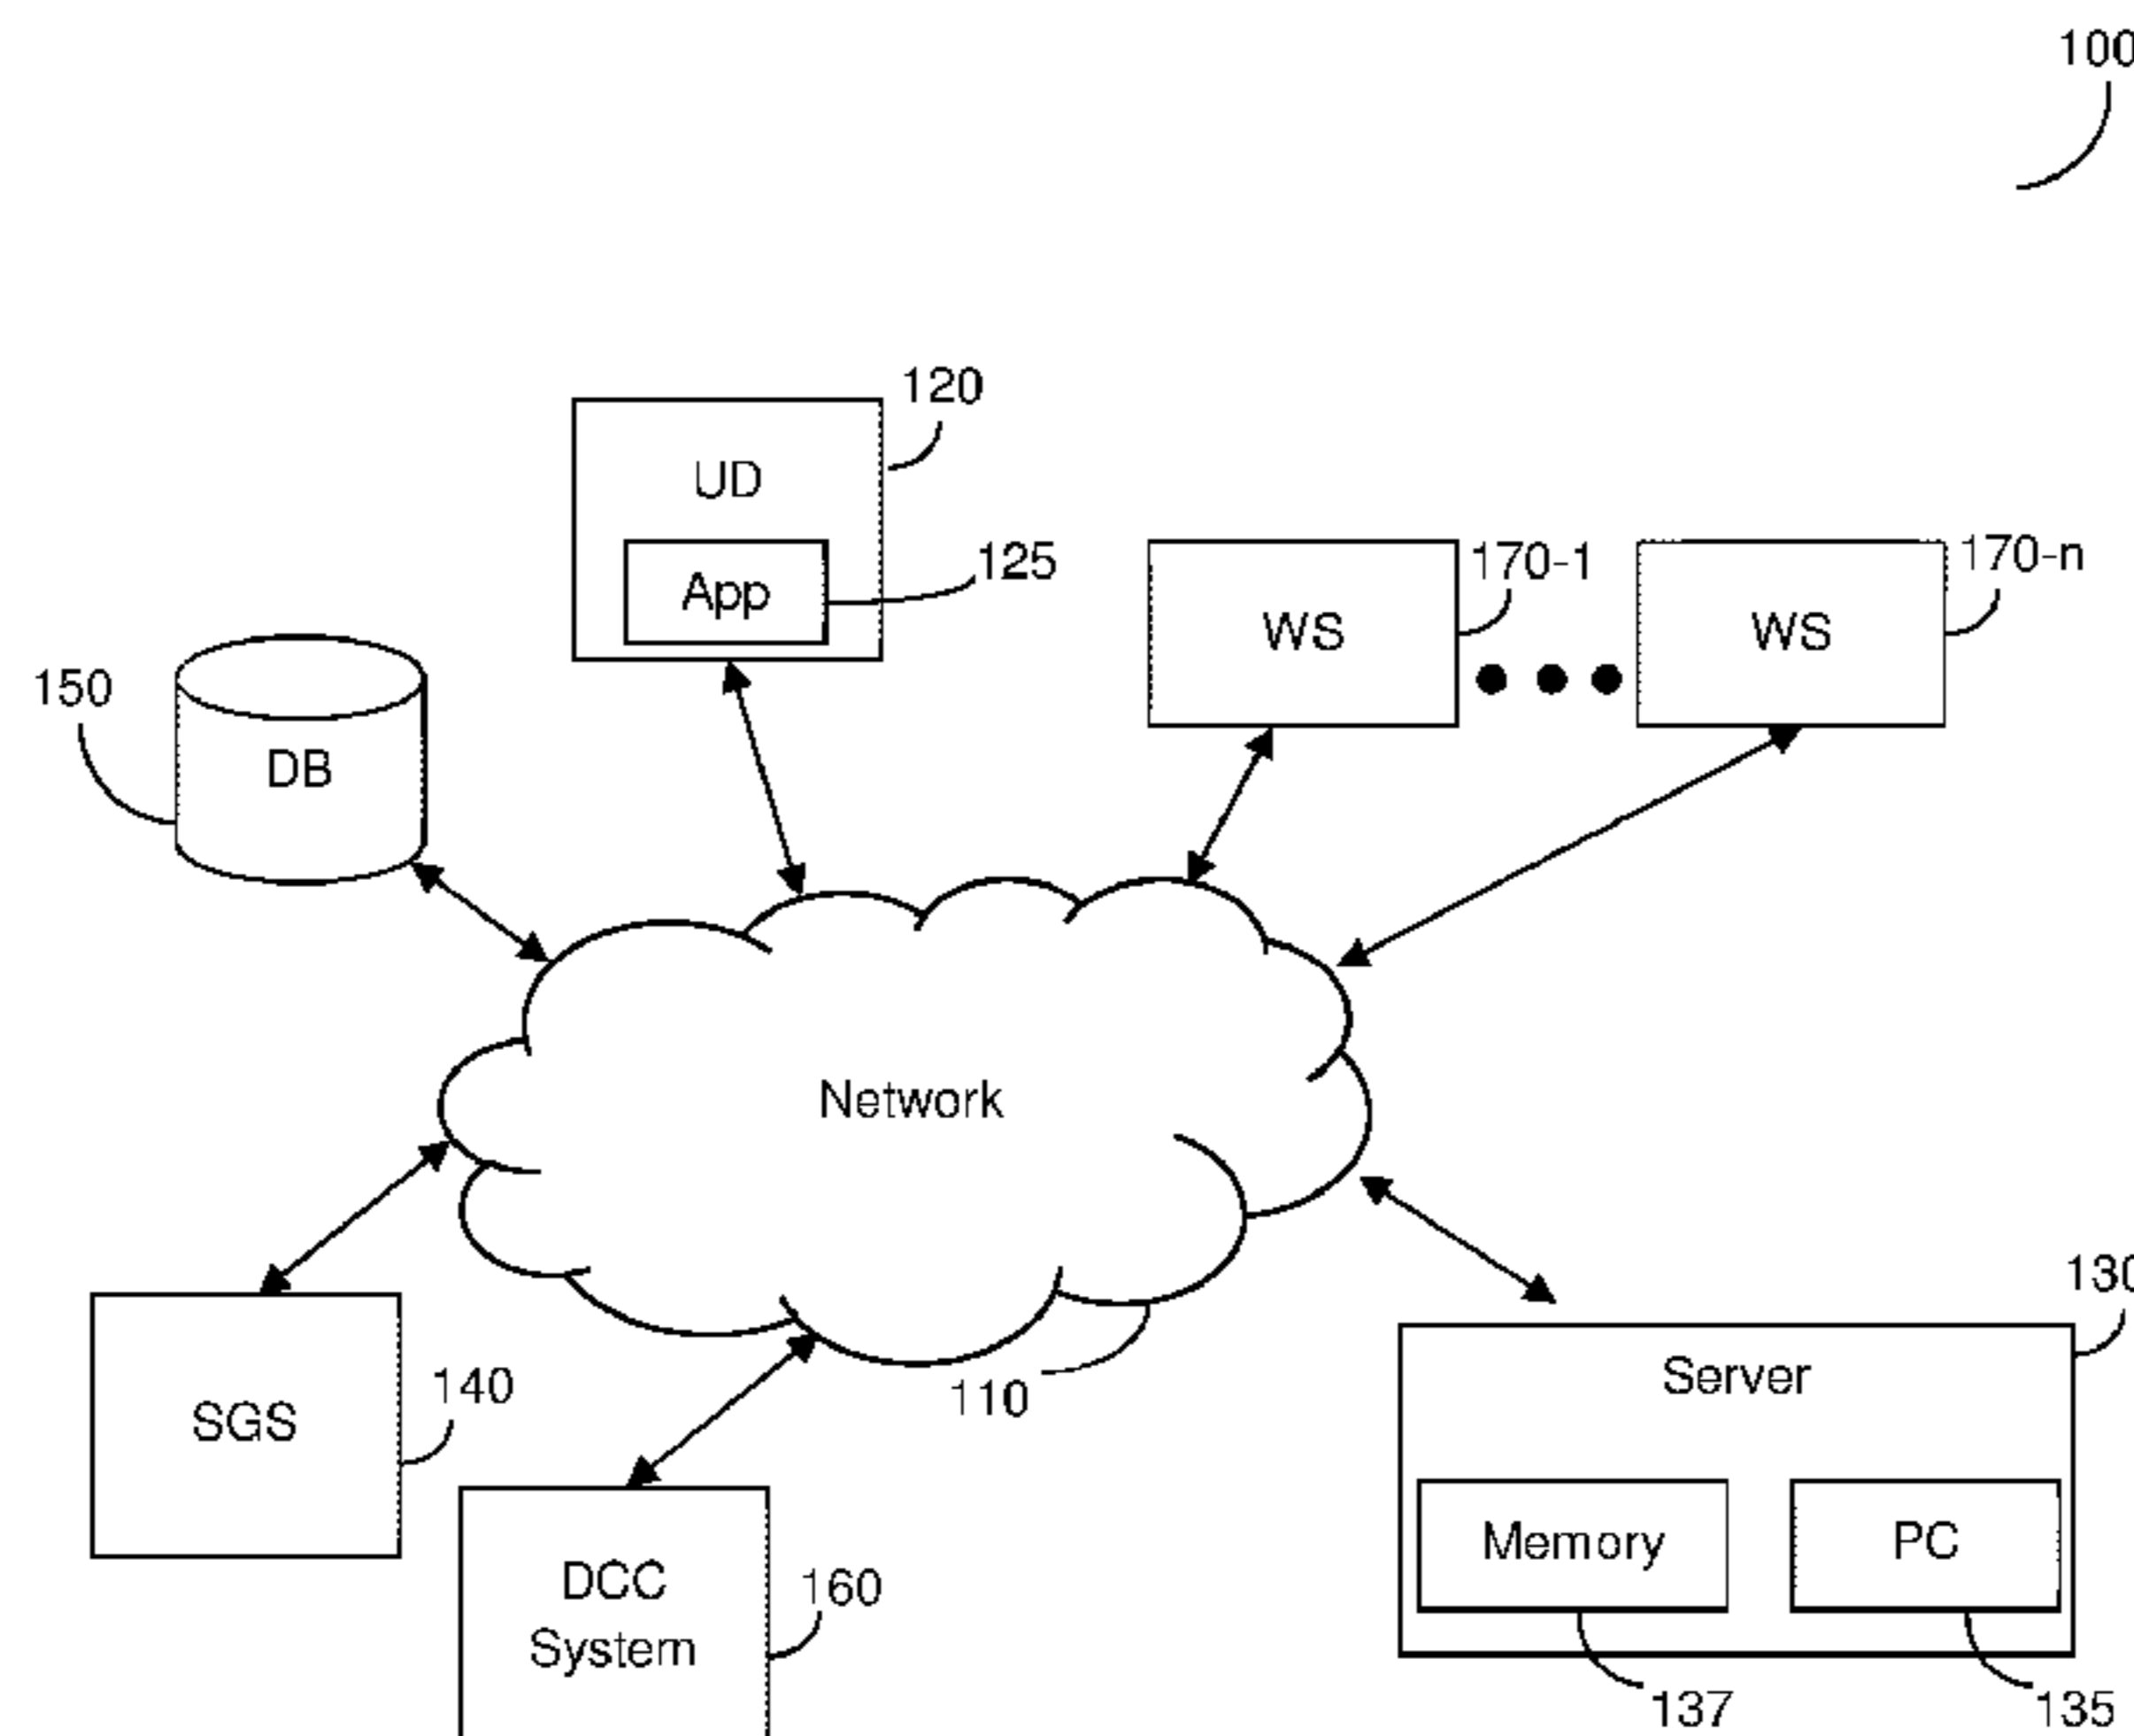 100
120
UD
125
App
170-1
170-n
WS
WS
150
DB
Network
130
110
Server
140
SGS
Memory
PC
DCC
System
160
137
135